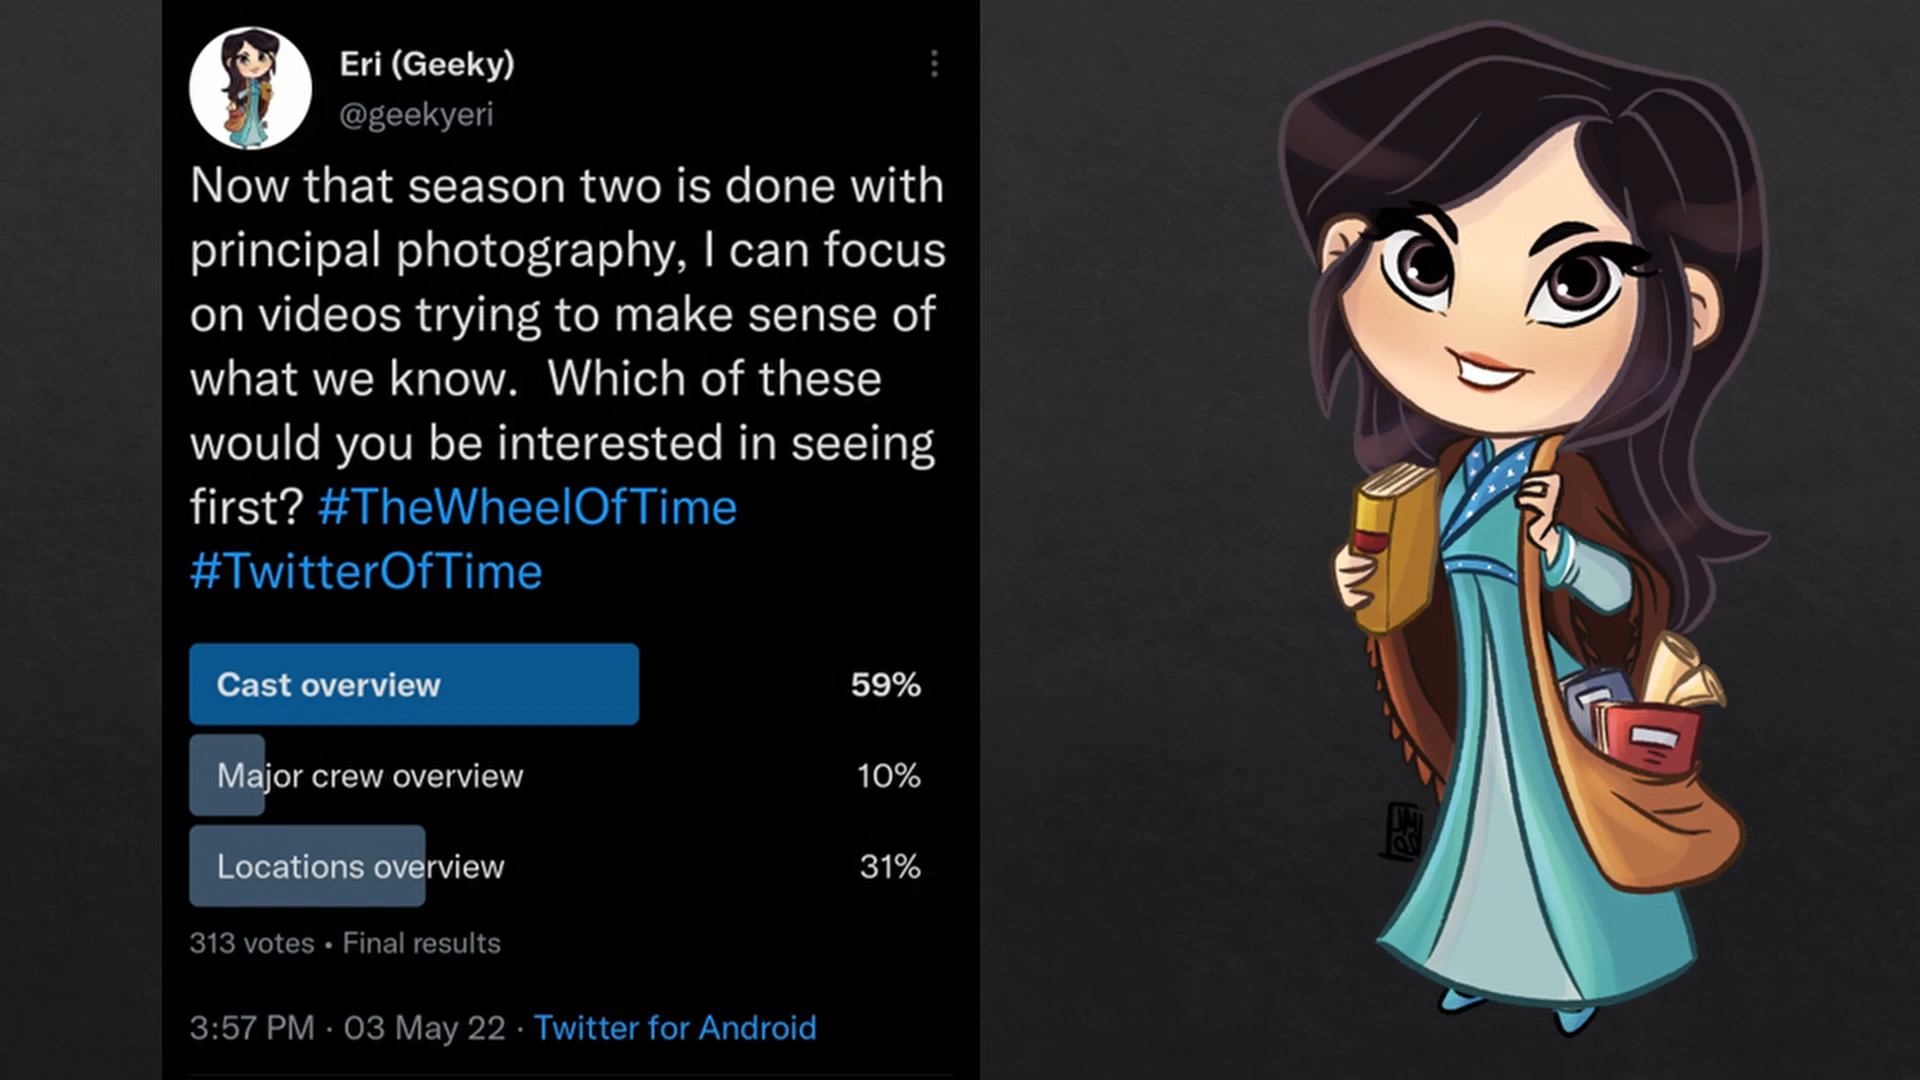 Eri (Geeky)
@geekyeri
Now that season two is done with
principal photography, I can focus
on videos trying to make sense of
what we know.  Which of these
would you be interested in seeing
first? #TheWheelOfTime
#TwitterOfTime
Cast overview 59%
Major crew overview 10%
Locations overview 31%
313 votes • Final results
3:57 PM · 03 May 22 · Twitter for Android